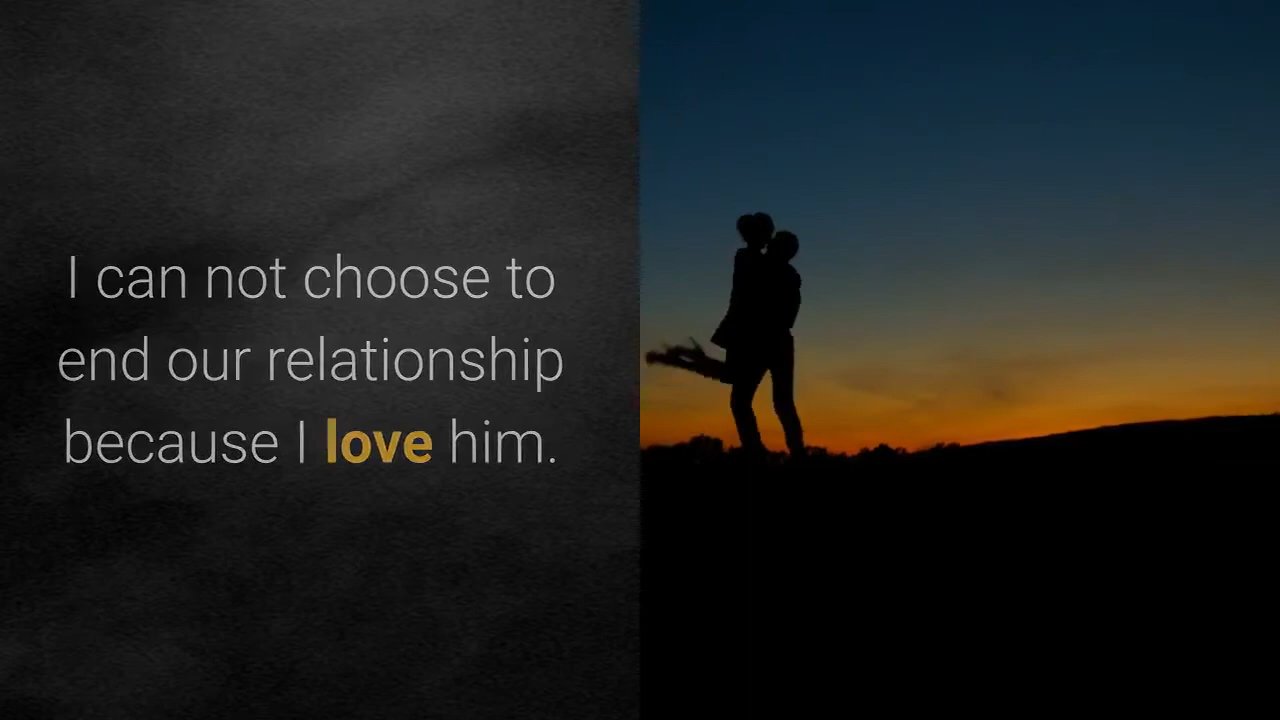 I can not choose to
end our relationship
because I love him.